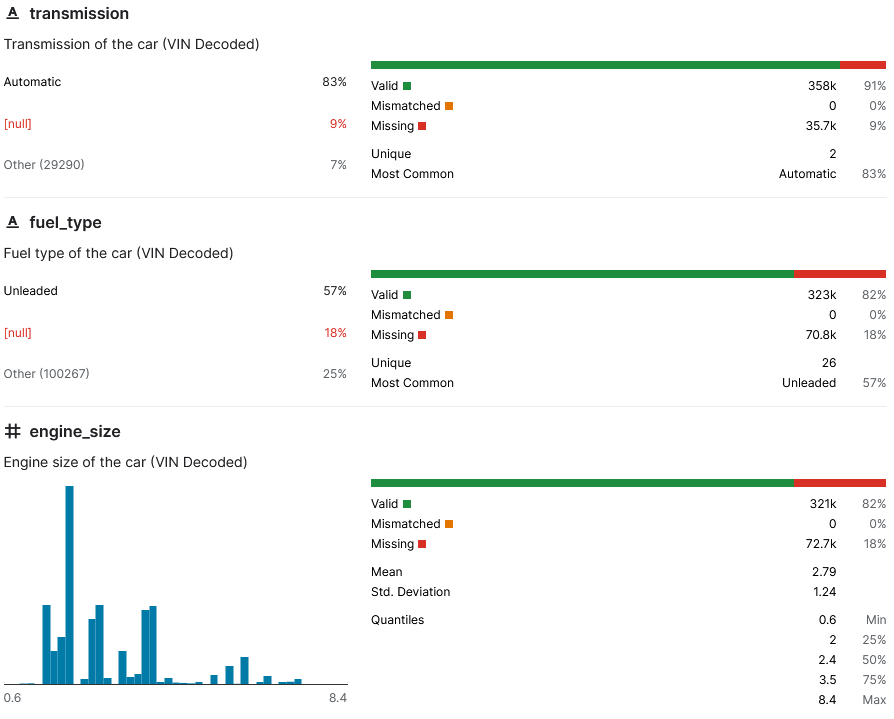 transmission
Transmission of the car (VIN Decoded)
Automatic 83%
[null] 9%
Other (29290) 7%
Valid 358k 91%
Mismatched 0 0%
Missing 35.7k 9%
Unique 2
Most Common Automatic 83%
fuel_type
Fuel type of the car (VIN Decoded)
Unleaded 57%
[null] 18%
Other (100267) 25%
Valid 323k 82%
Mismatched 0 0%
Missing 70.8k 18%
Unique 26
Most Common Unleaded 57%
engine_size
Engine size of the car (VIN Decoded)
0.6 8.4
Valid 321k 82%
Mismatched 0 0%
Missing 72.7k 18%
Mean 2.79
Std. Deviation 1.24
Quantiles 0.6 Min
2 25%
2.4 50%
3.5 75%
8.4 Max